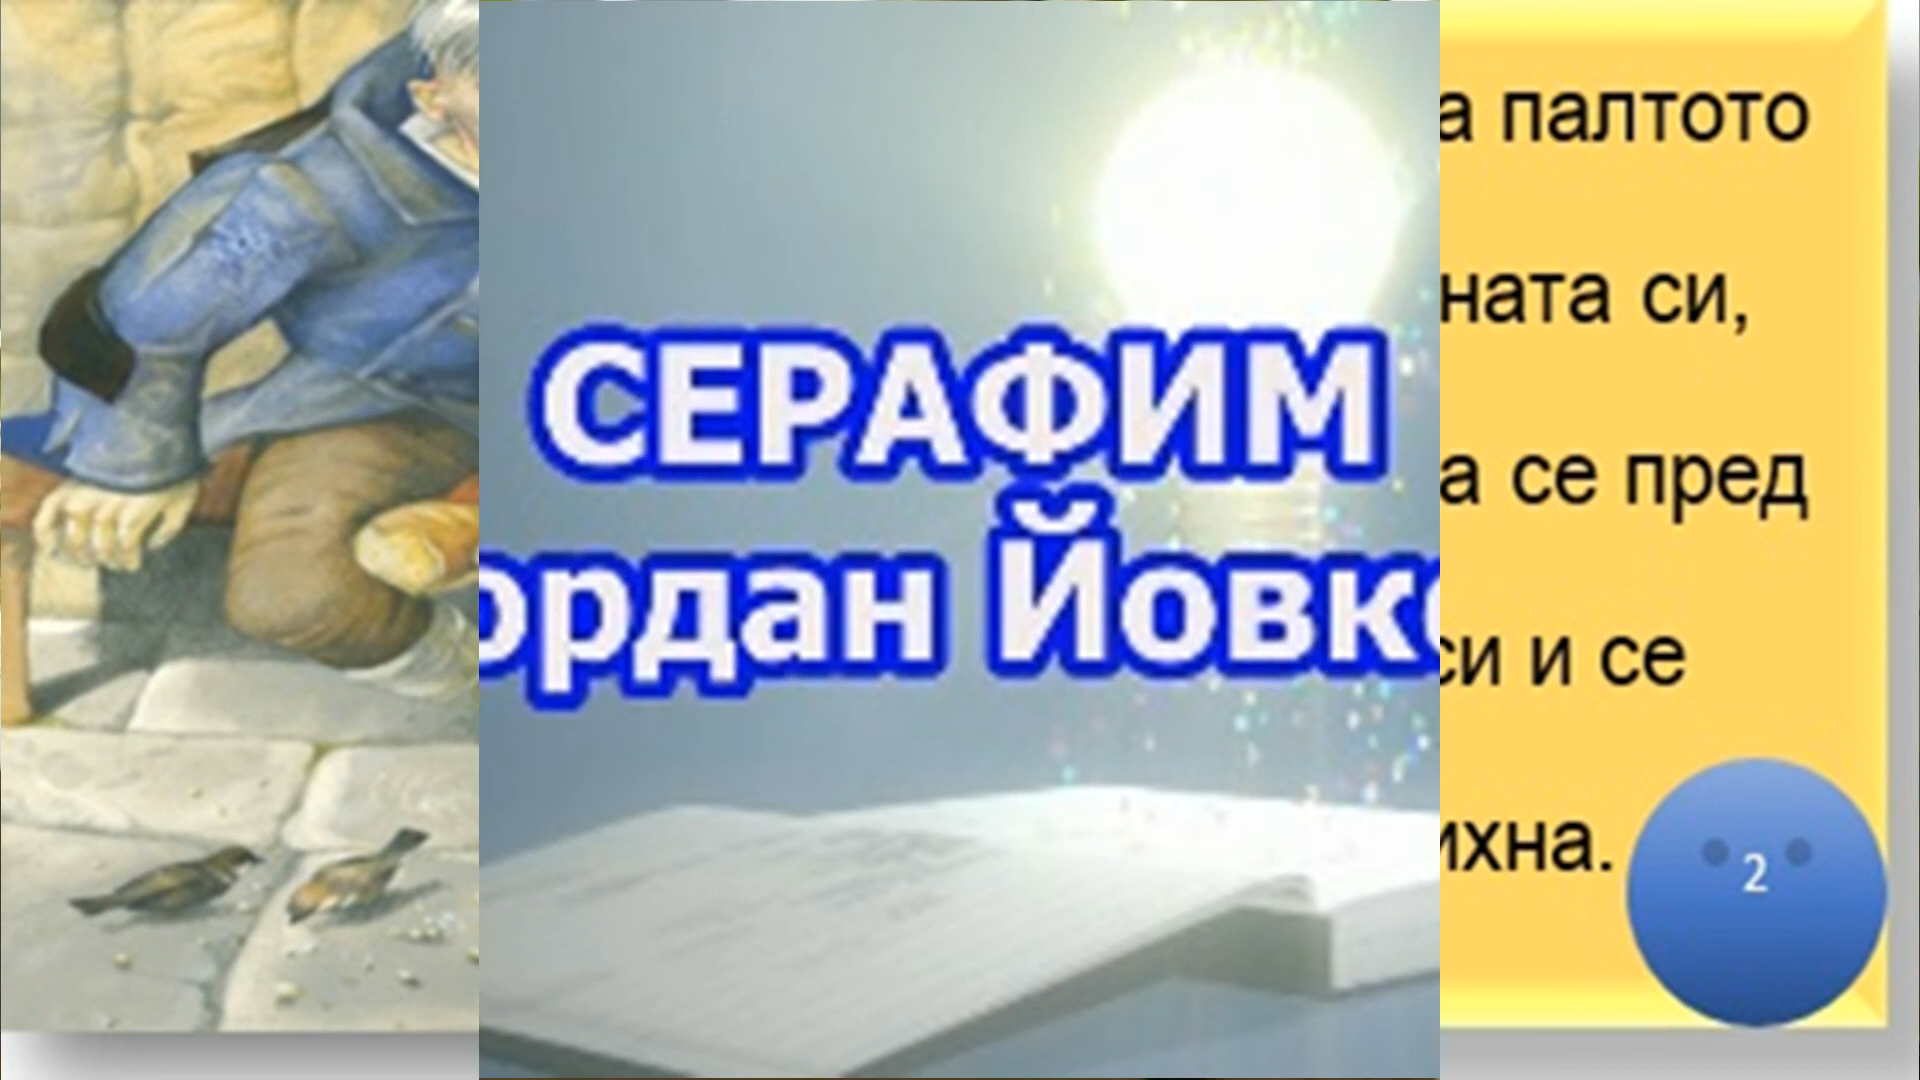 СЕРАФИМ
ордан Йовк
а палтото
ната си,
а се пред
си и се
ихна.
2